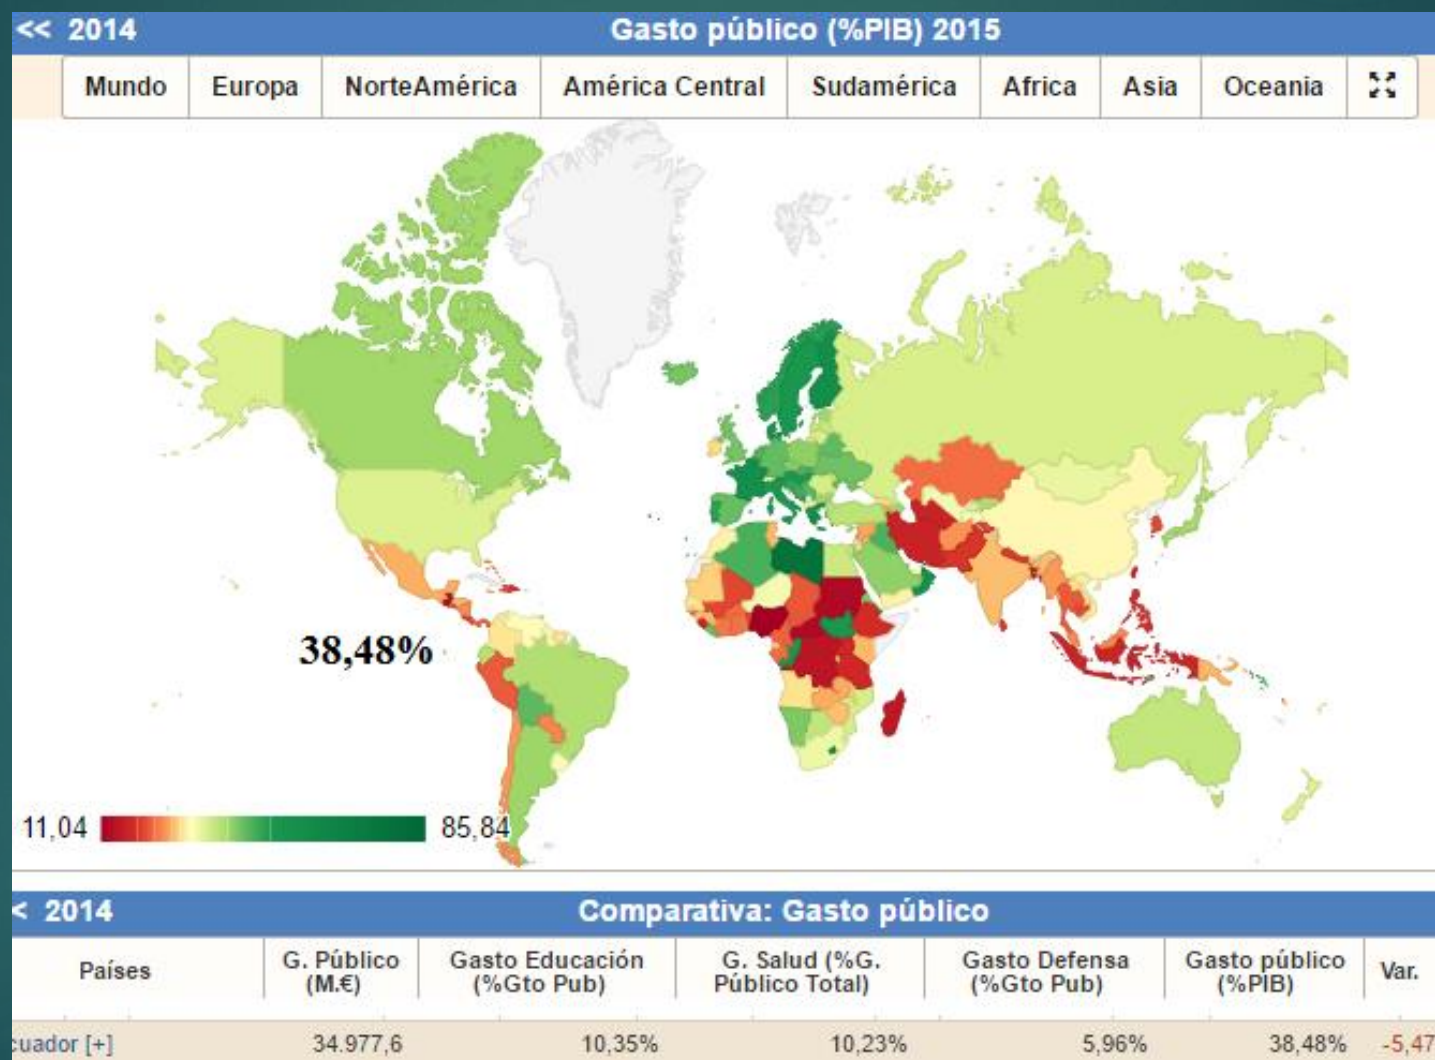 << 2014 Gasto público (%PIB) 2015
Mundo Europa NorteAmérica América Central Sudamérica Africa Asia Oceania
38,48%
11,04 85,84
< 2014 Comparativa: Gasto público
Países G. Público (M.€) Gasto Educación (%Gto Pub) G. Salud (%G. Público Total) Gasto Defensa (%Gto Pub) Gasto público (%PIB) Var.
cuador [+] 34.977,6 10,35% 10,23% 5,96% 38,48% -5,47